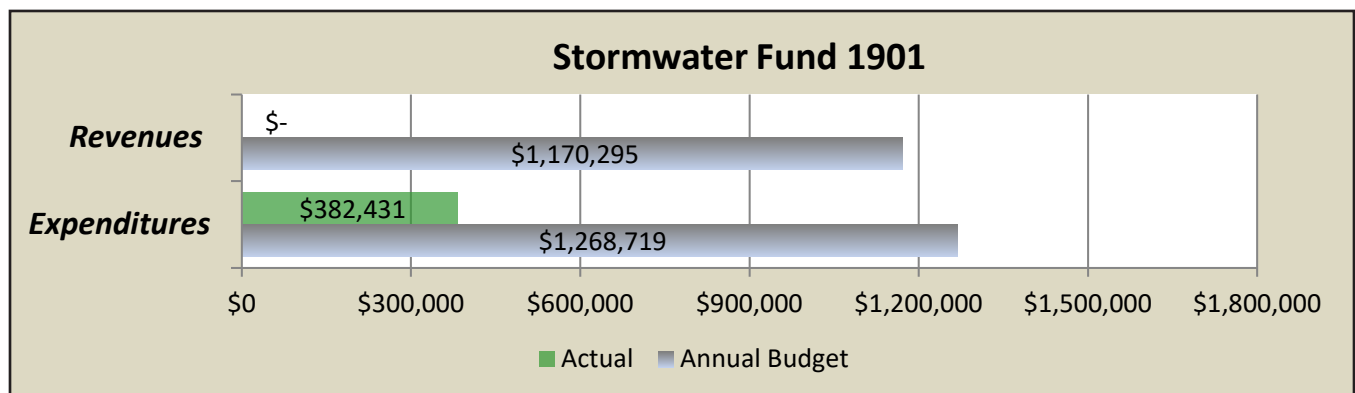 Stormwater Fund 1901
Revenues
$-
$1,170,295
Expenditures
$382,431
$1,268,719
$0 $300,000 $600,000 $900,000 $1,200,000 $1,500,000 $1,800,000
Actual Annual Budget